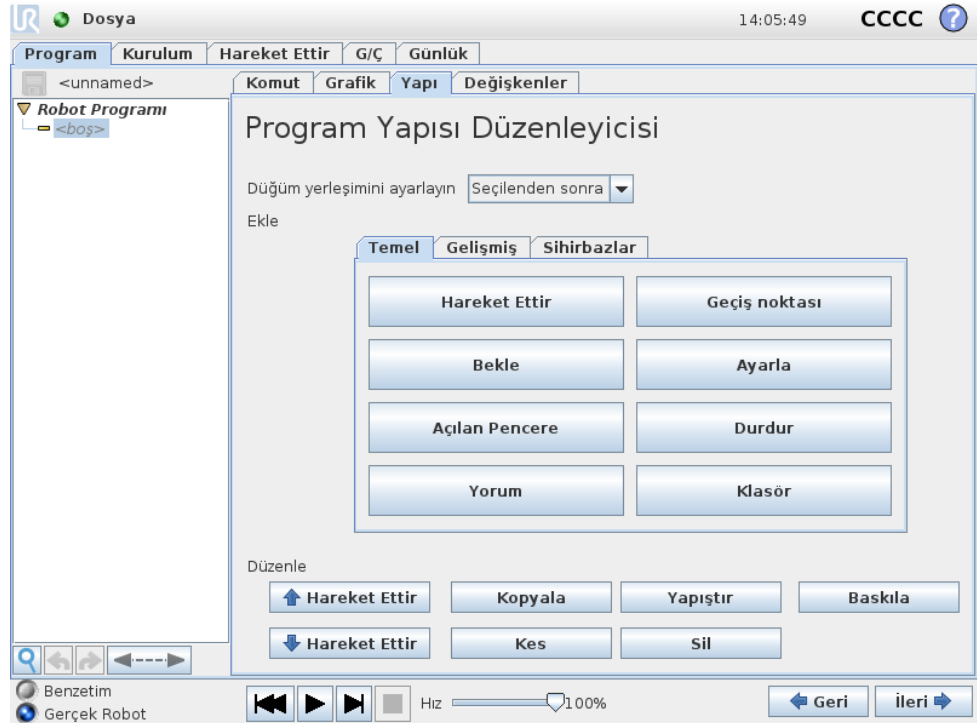 UR Dosya 14:05:49 CCCC ?
Program Kurulum Hareket Ettir G/Ç Günlük
<unnamed> Komut Grafik Yapı Değişkenler
Robot Programı
<boş>
Program Yapısı Düzenleyicisi
Düğüm yerleşimini ayarlayın Seçilenden sonra
Ekle
Temel Gelişmiş Sihirbazlar
Hareket Ettir Geçiş noktası
Bekle Ayarla
Açılan Pencere Durdur
Yorum Klasör
Düzenle
Hareket Ettir Kopyala Yapıştır Baskıla
Hareket Ettir Kes Sil
Benzetim
Gerçek Robot
Hız 100% Geri İleri